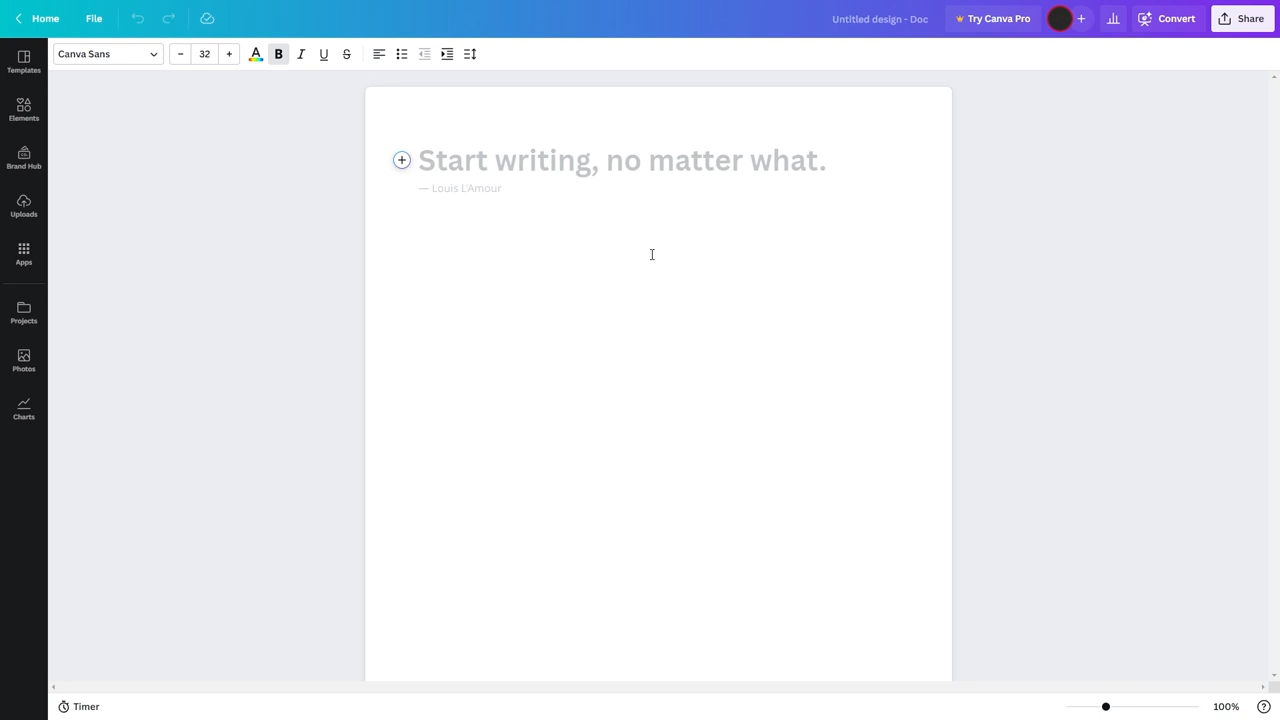 Home File Untitled design - Doc Try Canva Pro + Convert Share
Canva Sans − 32 + A B I U S
Templates
Elements
Brand Hub
Uploads
Apps
Projects
Photos
Charts
Start writing, no matter what.
— Louis L'Amour
Timer 100% ?